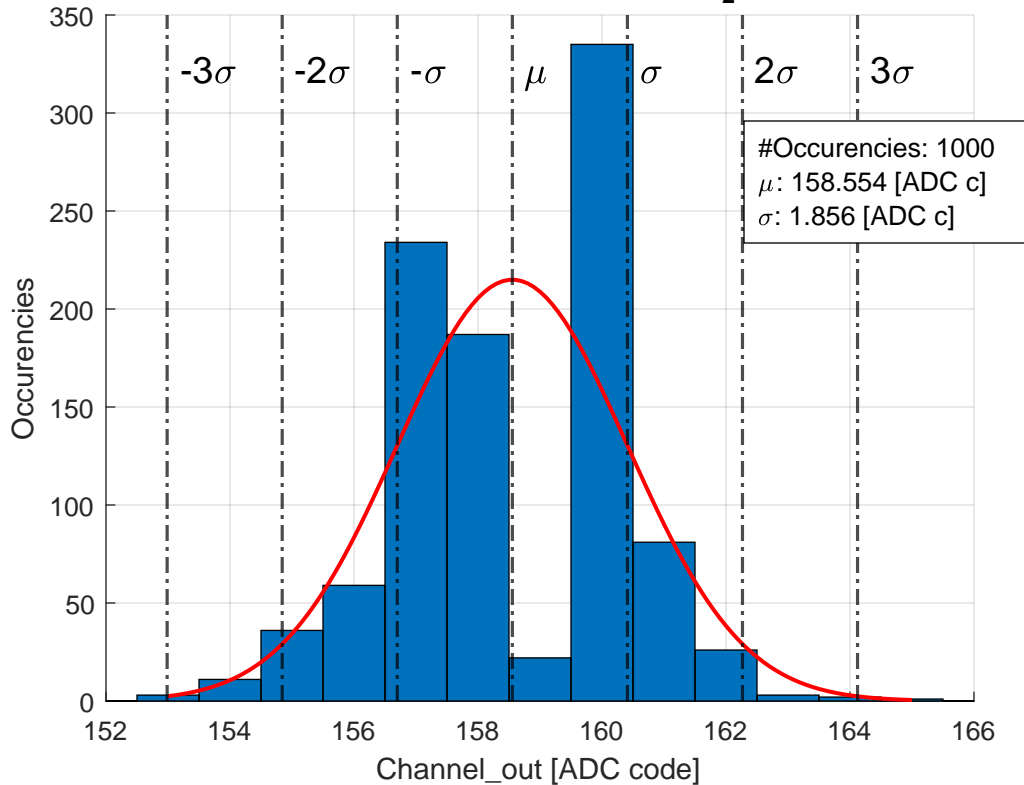 350
300
250
200
150
100
50
0
-3σ -2σ -σ μ σ 2σ 3σ
#Occurencies: 1000
μ: 158.554 [ADC c]
σ: 1.856 [ADC c]
Occurencies
152 154 156 158 160 162 164 166
Channel_out [ADC code]